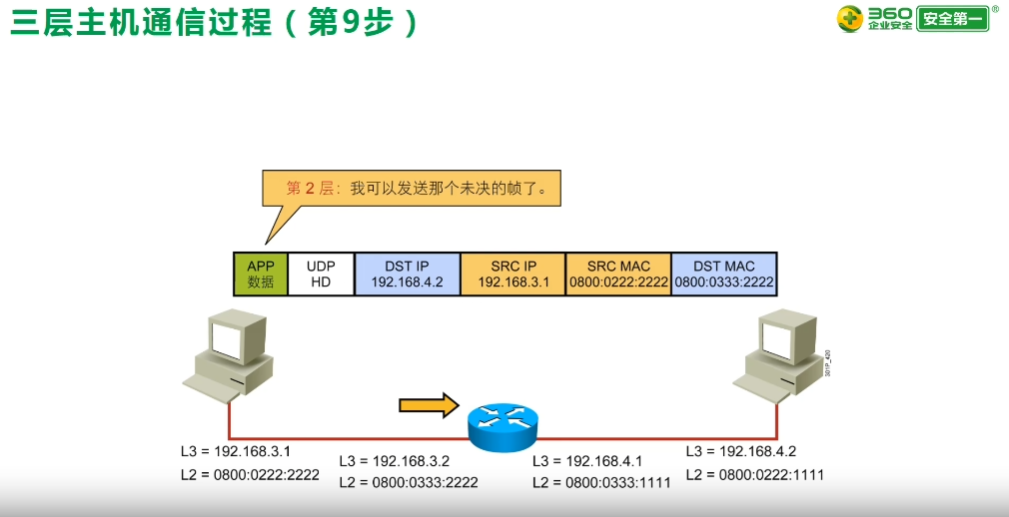 三层主机通信过程（第9步）
360
企业安全
安全第一
®
第 2 层：我可以发送那个未决的帧了。
APP
数据
UDP
HD
DST IP
192.168.4.2
SRC IP
192.168.3.1
SRC MAC
0800:0222:2222
DST MAC
0800:0333:2222
S01P_420
L3 = 192.168.3.1
L2 = 0800:0222:2222
L3 = 192.168.3.2
L2 = 0800:0333:2222
L3 = 192.168.4.1
L2 = 0800:0333:1111
L3 = 192.168.4.2
L2 = 0800:0222:1111